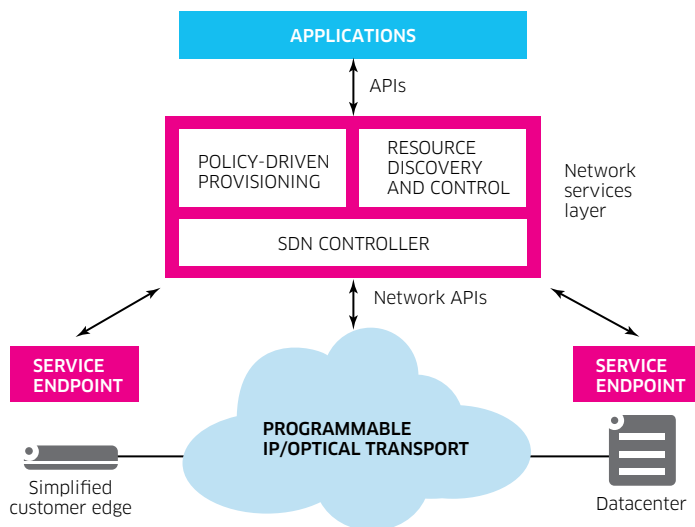 APPLICATIONS
APIs
POLICY-DRIVEN
PROVISIONING
RESOURCE
DISCOVERY
AND CONTROL
Network
services
layer
SDN CONTROLLER
Network APIs
SERVICE
ENDPOINT
SERVICE
ENDPOINT
PROGRAMMABLE
IP/OPTICAL TRANSPORT
Simplified
customer edge
Datacenter